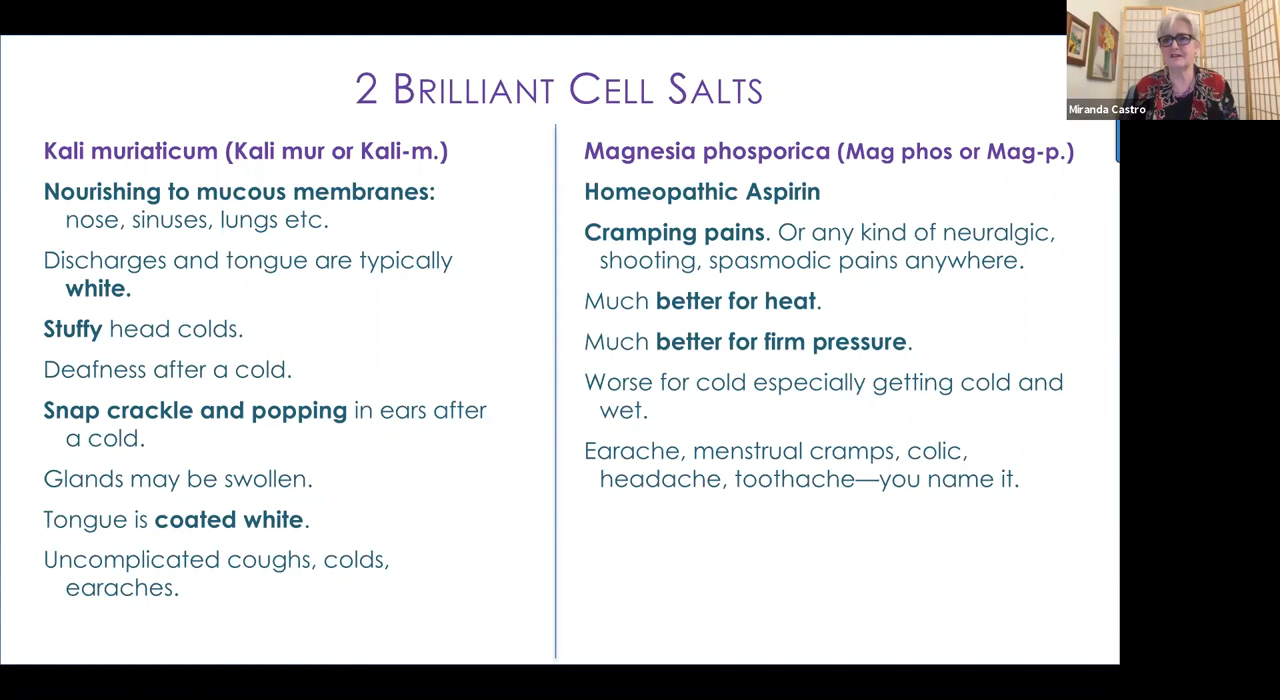 2 BRILLIANT CELL SALTS
Miranda Castro
Kali muriaticum (Kali mur or Kali-m.)
Nourishing to mucous membranes:
nose, sinuses, lungs etc.
Discharges and tongue are typically
white.
Stuffy head colds.
Deafness after a cold.
Snap crackle and popping in ears after
a cold.
Glands may be swollen.
Tongue is coated white.
Uncomplicated coughs, colds,
earaches.
Magnesia phosporica (Mag phos or Mag-p.)
Homeopathic Aspirin
Cramping pains. Or any kind of neuralgic,
shooting, spasmodic pains anywhere.
Much better for heat.
Much better for firm pressure.
Worse for cold especially getting cold and
wet.
Earache, menstrual cramps, colic,
headache, toothache—you name it.